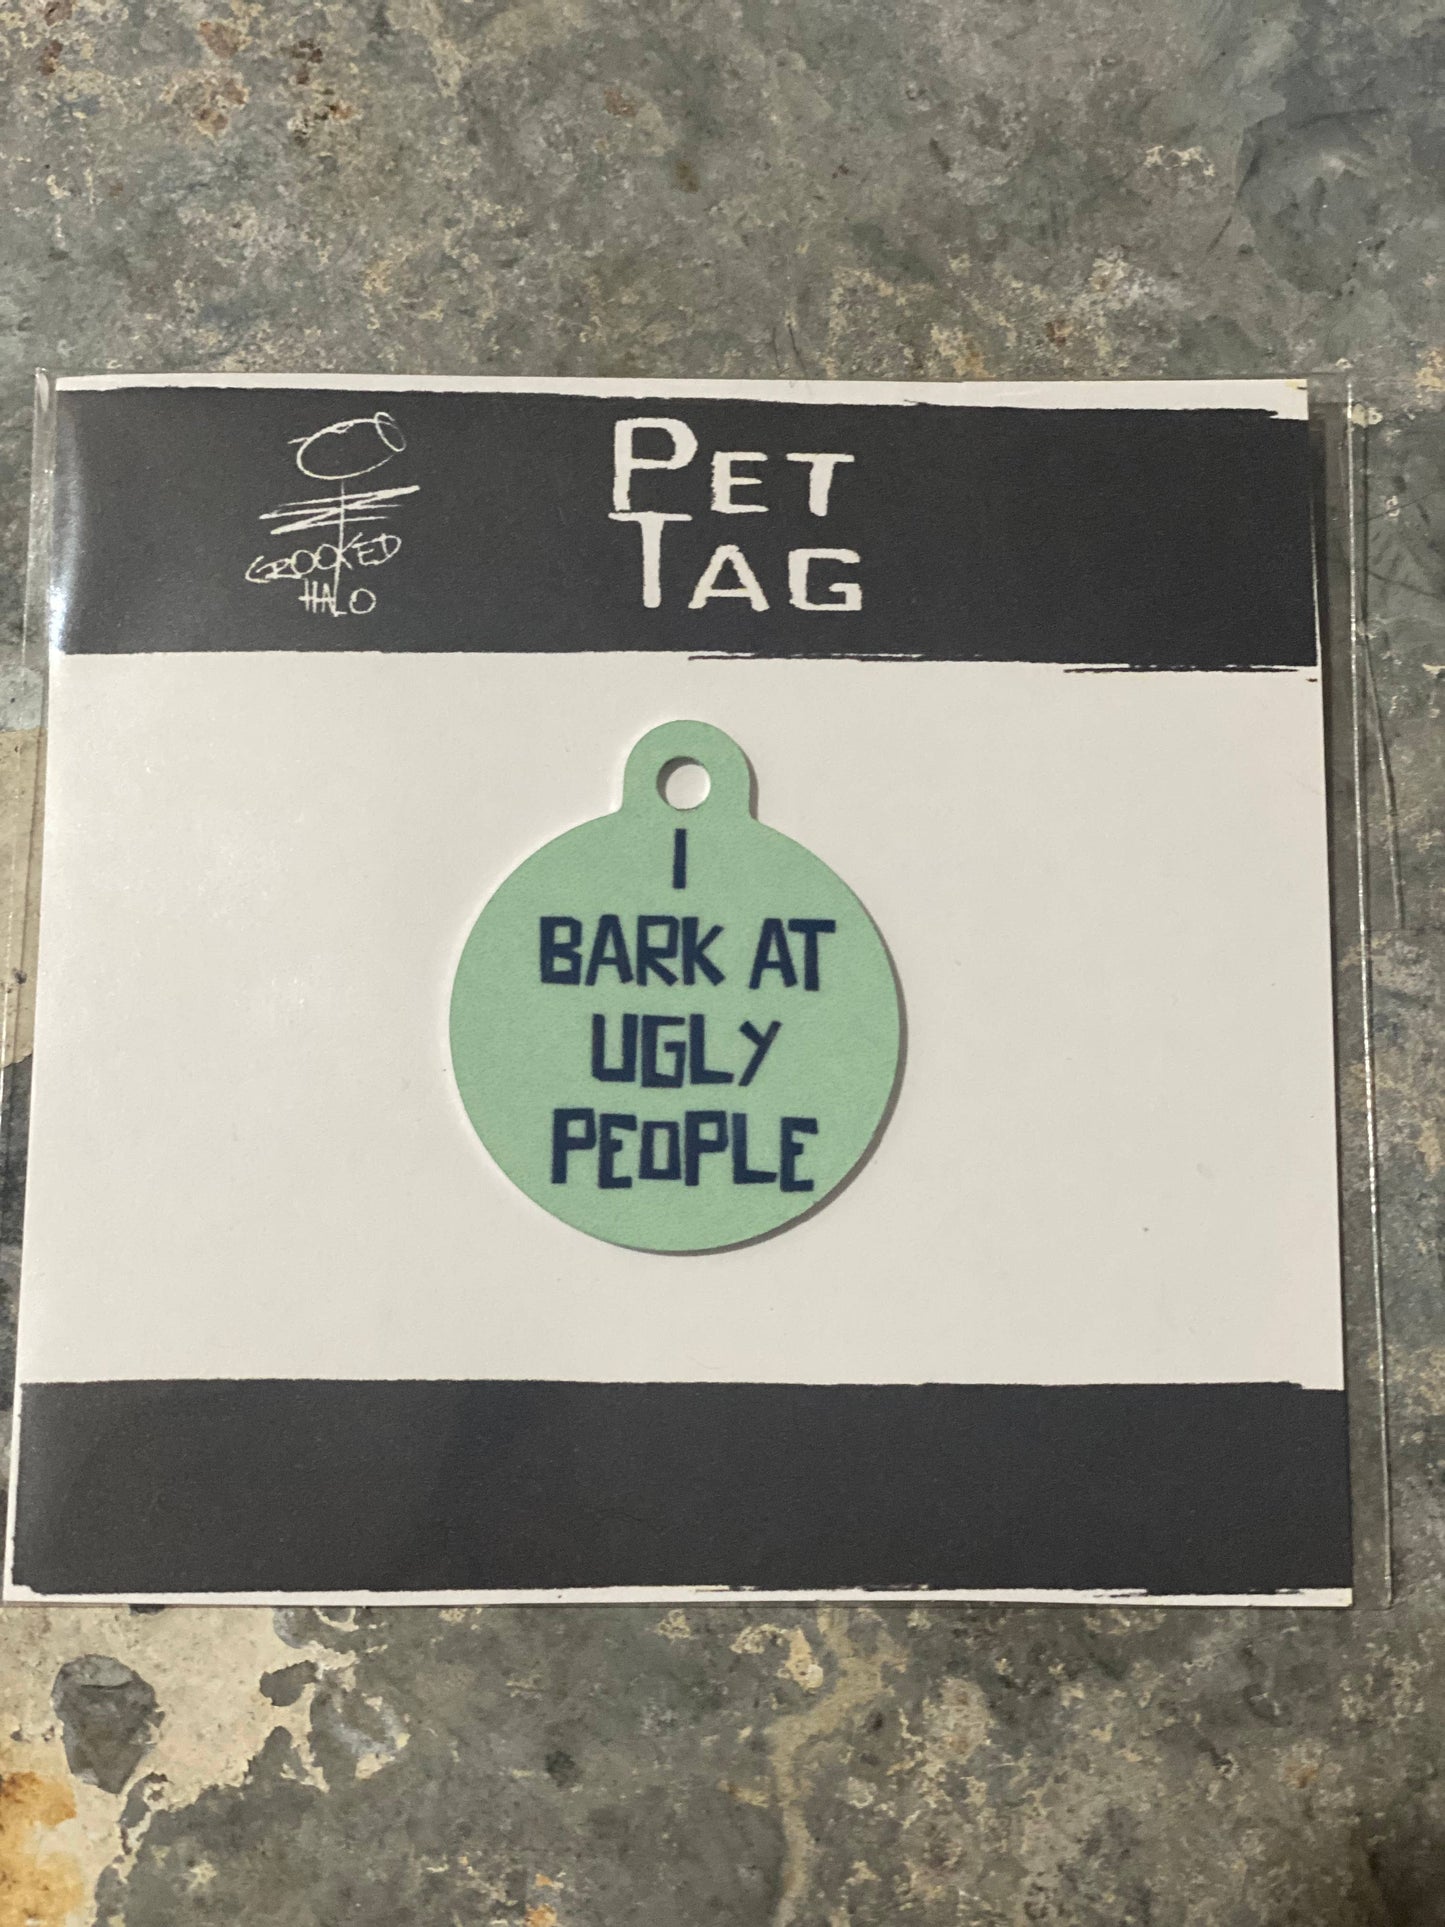 CROOKED
HALO
PET
TAG
I
BARK AT
UGLY
PEOPLE